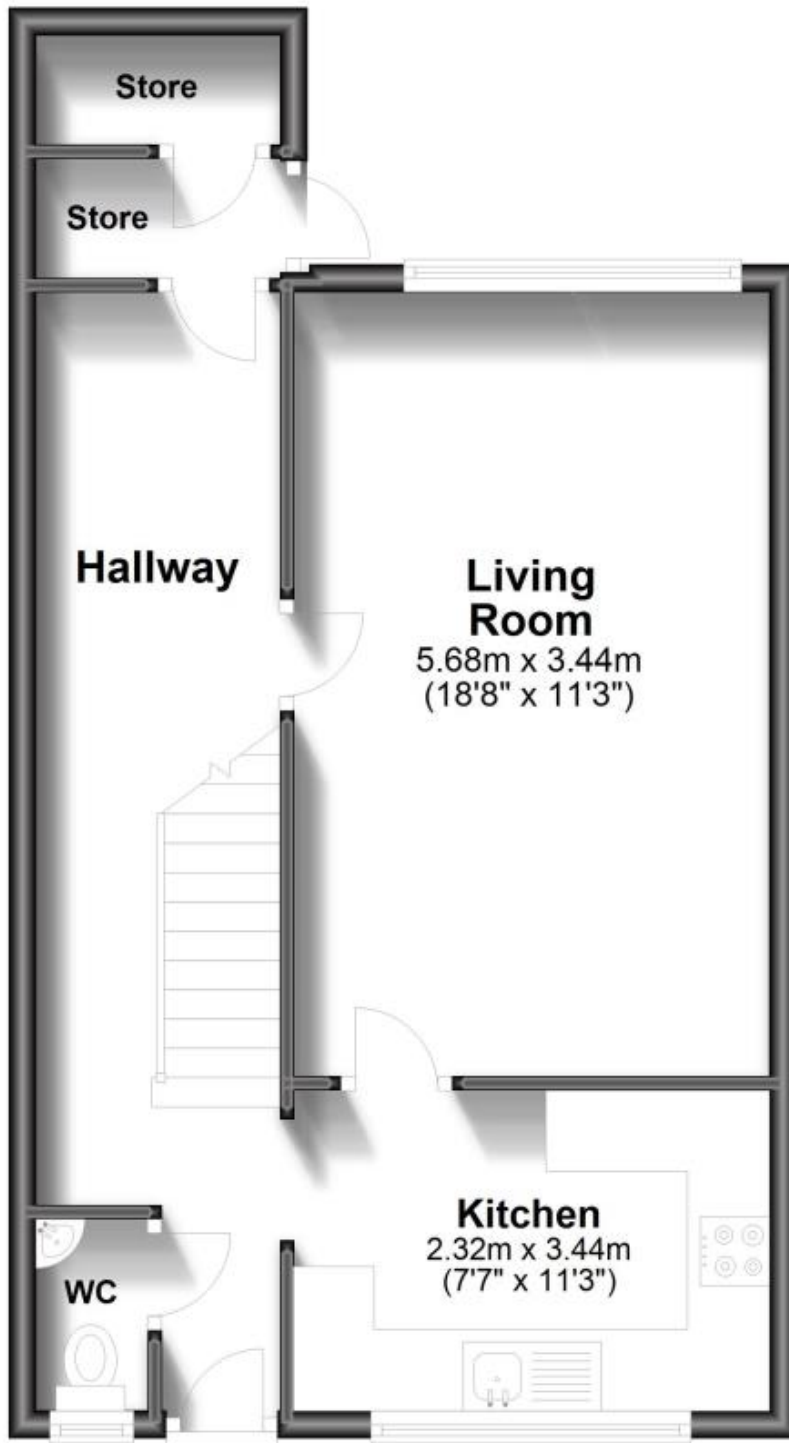 Store
Store
Hallway
Living
Room
5.68m x 3.44m
(18'8" x 11'3")
Kitchen
2.32m x 3.44m
(7'7" x 11'3")
WC